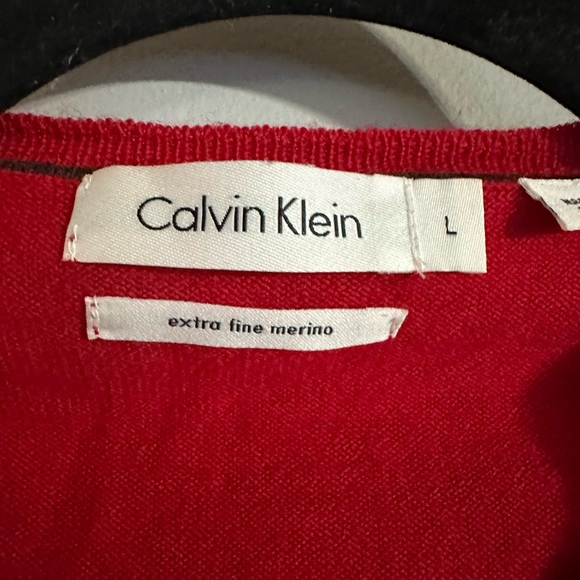 Calvin Klein
L
extra fine merino